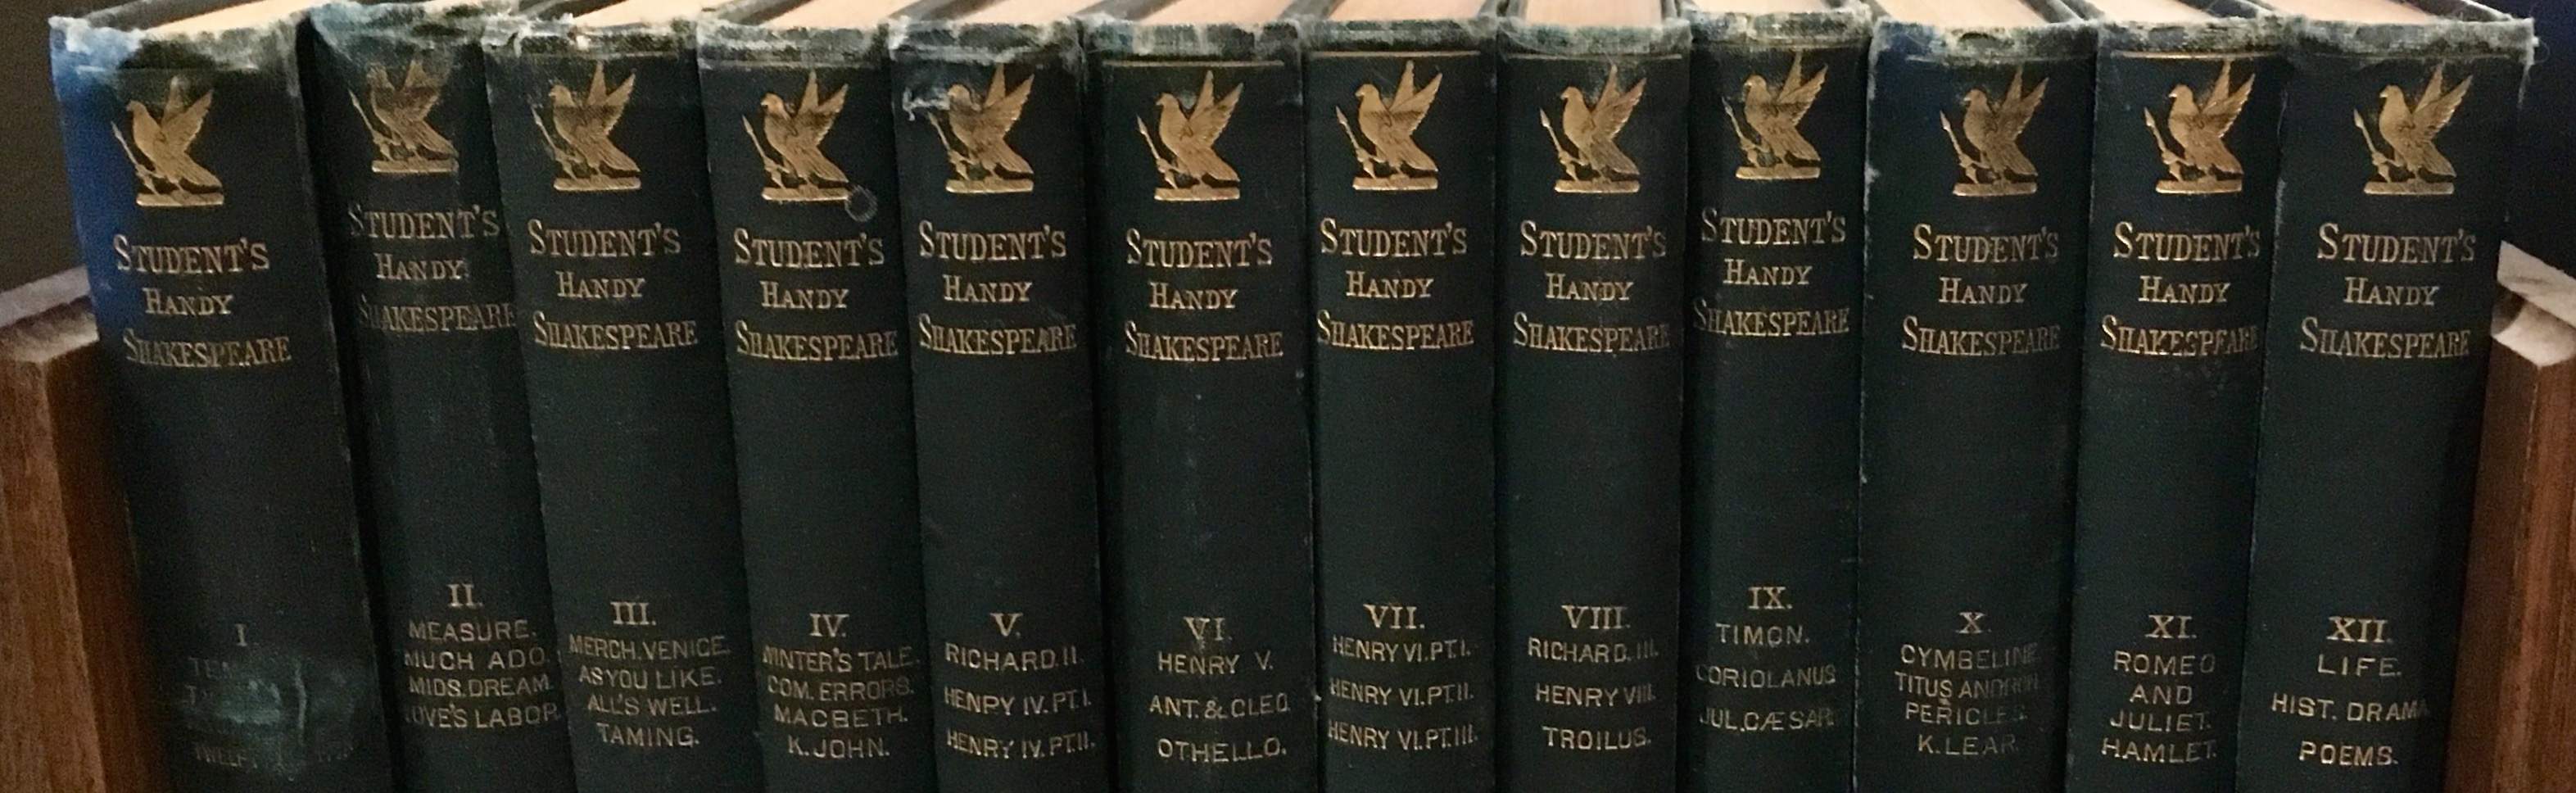 STUDENT'S
HANDY
SHAKESPEARE
I.
STUDENT'S
HANDY
SHAKESPEARE
II.
MEASURE.
MUCH ADO.
MIDS.DREAM.
LOVE'S LABOR.
STUDENT'S
HANDY
SHAKESPEARE
III.
MERCH.VENICE.
AS YOU LIKE.
ALL'S WELL.
TAMING.
STUDENT'S
HANDY
SHAKESPEARE
IV.
WINTER'S TALE.
COM. ERRORS.
MACBETH.
K.JOHN.
STUDENT'S
HANDY
SHAKESPEARE
V.
RICHARD.II.
HENRY IV. PT.I.
HENRY IV. PT.II.
STUDENT'S
HANDY
SHAKESPEARE
VI.
HENRY V.
ANT. & CLEO.
OTHELLO.
STUDENT'S
HANDY
SHAKESPEARE
VII.
HENRY VI.PT.I.
HENRY VI.PT.II.
HENRY VI.PT.III.
STUDENT'S
HANDY
SHAKESPEARE
VIII.
RICHARD. III.
HENRY VIII.
TROILUS.
STUDENT'S
HANDY
SHAKESPEARE
IX.
TIMON.
CORIOLANUS
JUL.CÆSAR.
STUDENT'S
HANDY
SHAKESPEARE
X.
CYMBELINE.
TITUS ANDRON.
PERICLES.
K.LEAR.
STUDENT'S
HANDY
SHAKESPEARE
XI.
ROMEO
AND
JULIET.
HAMLET.
STUDENT'S
HANDY
SHAKESPEARE
XII.
LIFE.
HIST. DRAMA.
POEMS.